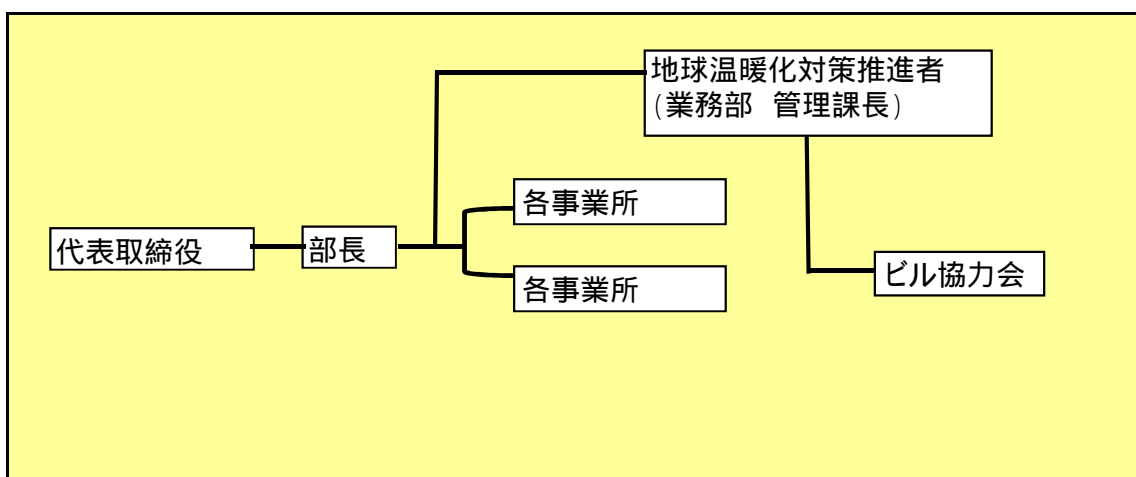 地球温暖化対策推進者
(業務部 管理課長)
各事業所
代表取締役
部長
各事業所
ビル協力会